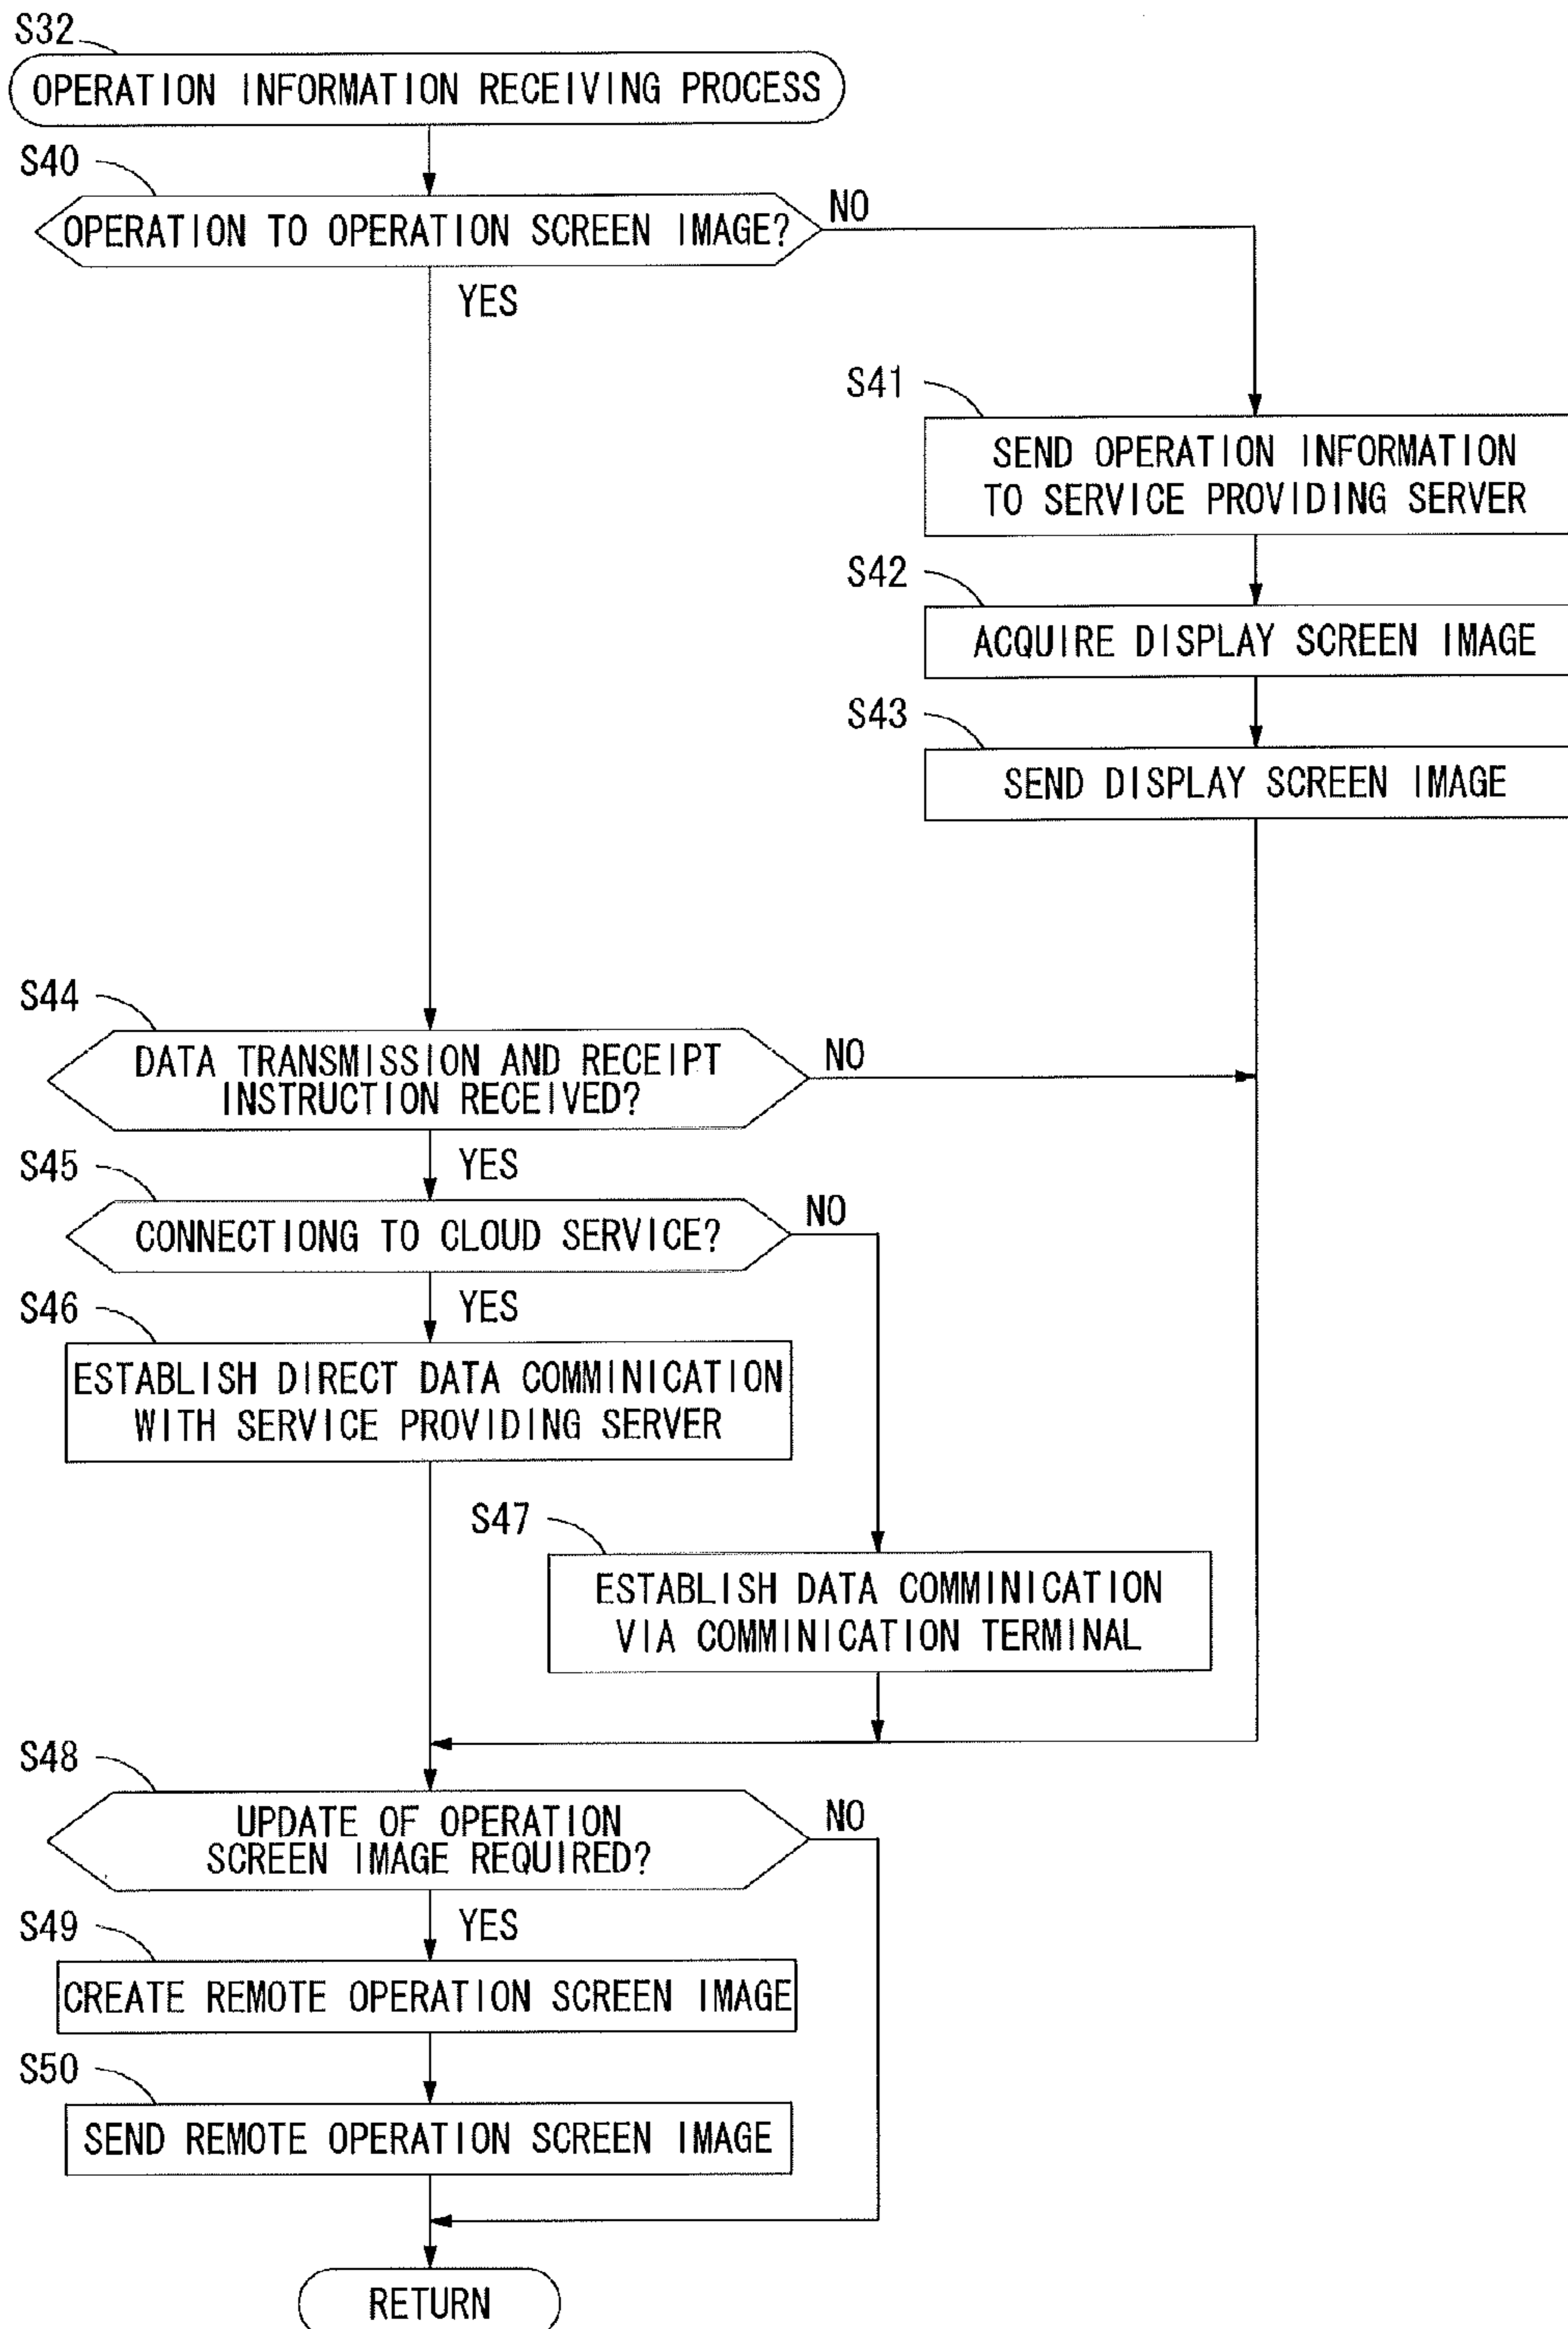 S32
OPERATION INFORMATION RECEIVING PROCESS
S40
OPERATION TO OPERATION SCREEN IMAGE?
NO
YES
S41
SEND OPERATION INFORMATION
TO SERVICE PROVIDING SERVER
S42
ACQUIRE DISPLAY SCREEN IMAGE
S43
SEND DISPLAY SCREEN IMAGE
S44
DATA TRANSMISSION AND RECEIPT
INSTRUCTION RECEIVED?
NO
YES
S45
CONNECTIONG TO CLOUD SERVICE?
NO
YES
S46
ESTABLISH DIRECT DATA COMMINICATION
WITH SERVICE PROVIDING SERVER
S47
ESTABLISH DATA COMMINICATION
VIA COMMINICATION TERMINAL
S48
UPDATE OF OPERATION
SCREEN IMAGE REQUIRED?
NO
YES
S49
CREATE REMOTE OPERATION SCREEN IMAGE
S50
SEND REMOTE OPERATION SCREEN IMAGE
RETURN